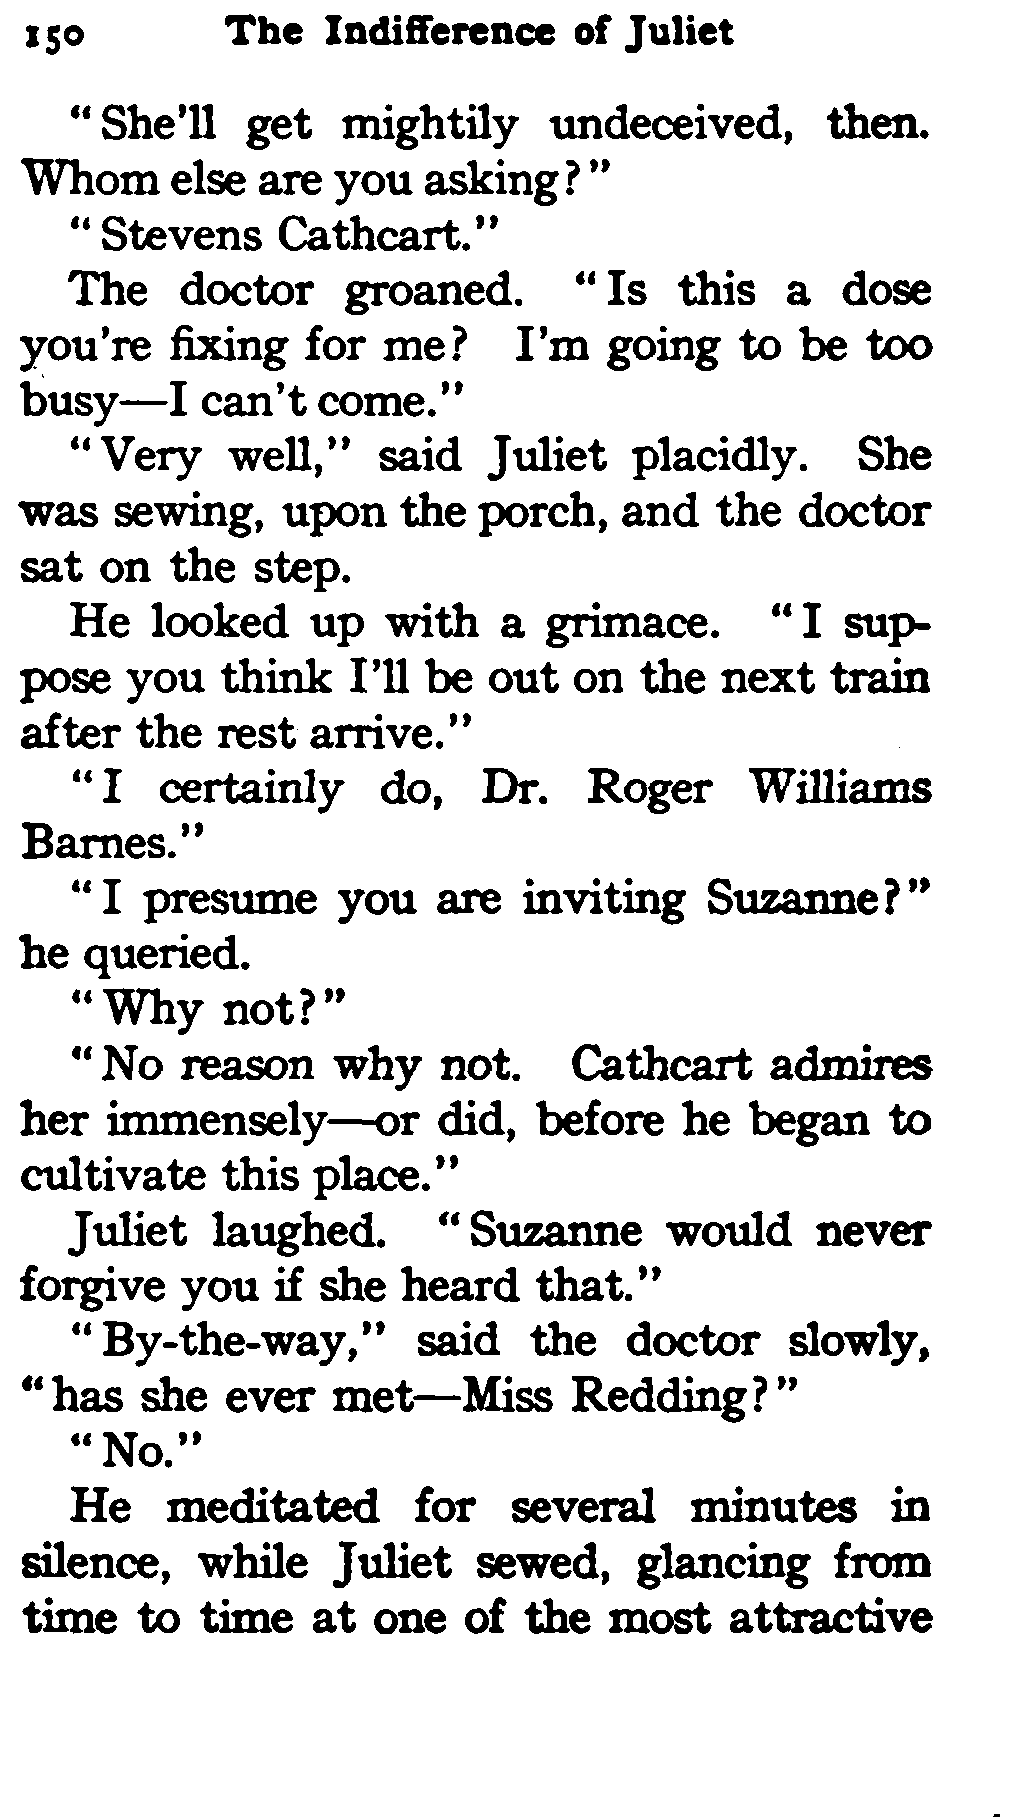 150 The Indifference of Juliet
"She'll get mightily undeceived, then.
Whom else are you asking?"
"Stevens Cathcart."
The doctor groaned. "Is this a dose
you're fixing for me? I'm going to be too
busy—I can't come."
"Very well," said Juliet placidly. She
was sewing, upon the porch, and the doctor
sat on the step.
He looked up with a grimace. "I sup-
pose you think I'll be out on the next train
after the rest arrive."
"I certainly do, Dr. Roger Williams
Barnes."
"I presume you are inviting Suzanne?"
he queried.
"Why not?"
"No reason why not. Cathcart admires
her immensely—or did, before he began to
cultivate this place."
Juliet laughed. "Suzanne would never
forgive you if she heard that."
"By-the-way," said the doctor slowly,
"has she ever met—Miss Redding?"
"No."
He meditated for several minutes in
silence, while Juliet sewed, glancing from
time to time at one of the most attractive